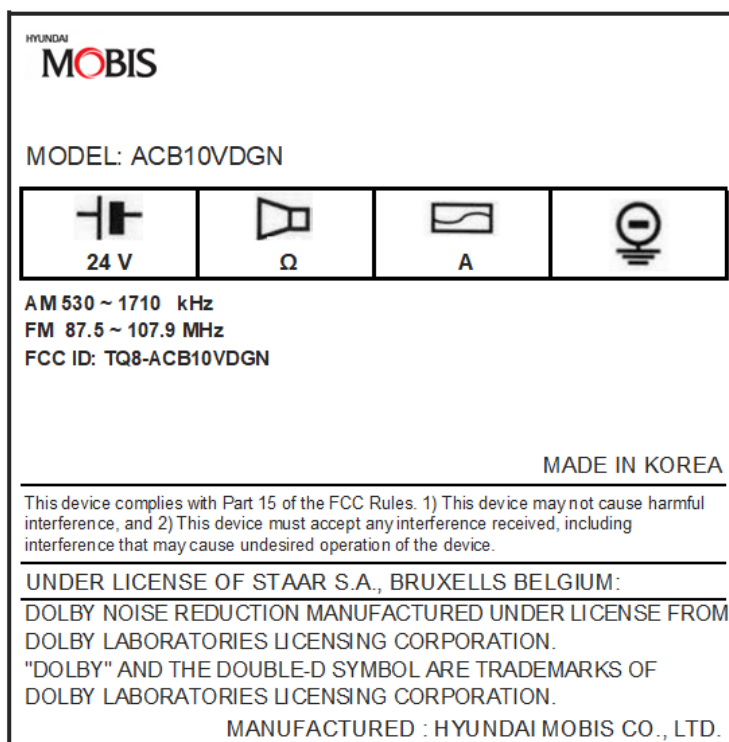 HYUNDAI
MOBIS
MODEL: ACB10VDGN
24 V
Ω
A
AM 530 ~ 1710 kHz
FM 87.5 ~ 107.9 MHz
FCC ID: TQ8-ACB10VDGN
MADE IN KOREA
This device complies with Part 15 of the FCC Rules. 1) This device may not cause harmful
interference, and 2) This device must accept any interference received, including
interference that may cause undesired operation of the device.
UNDER LICENSE OF STAAR S.A., BRUXELLS BELGIUM:
DOLBY NOISE REDUCTION MANUFACTURED UNDER LICENSE FROM
DOLBY LABORATORIES LICENSING CORPORATION.
"DOLBY" AND THE DOUBLE-D SYMBOL ARE TRADEMARKS OF
DOLBY LABORATORIES LICENSING CORPORATION.
MANUFACTURED : HYUNDAI MOBIS CO., LTD.